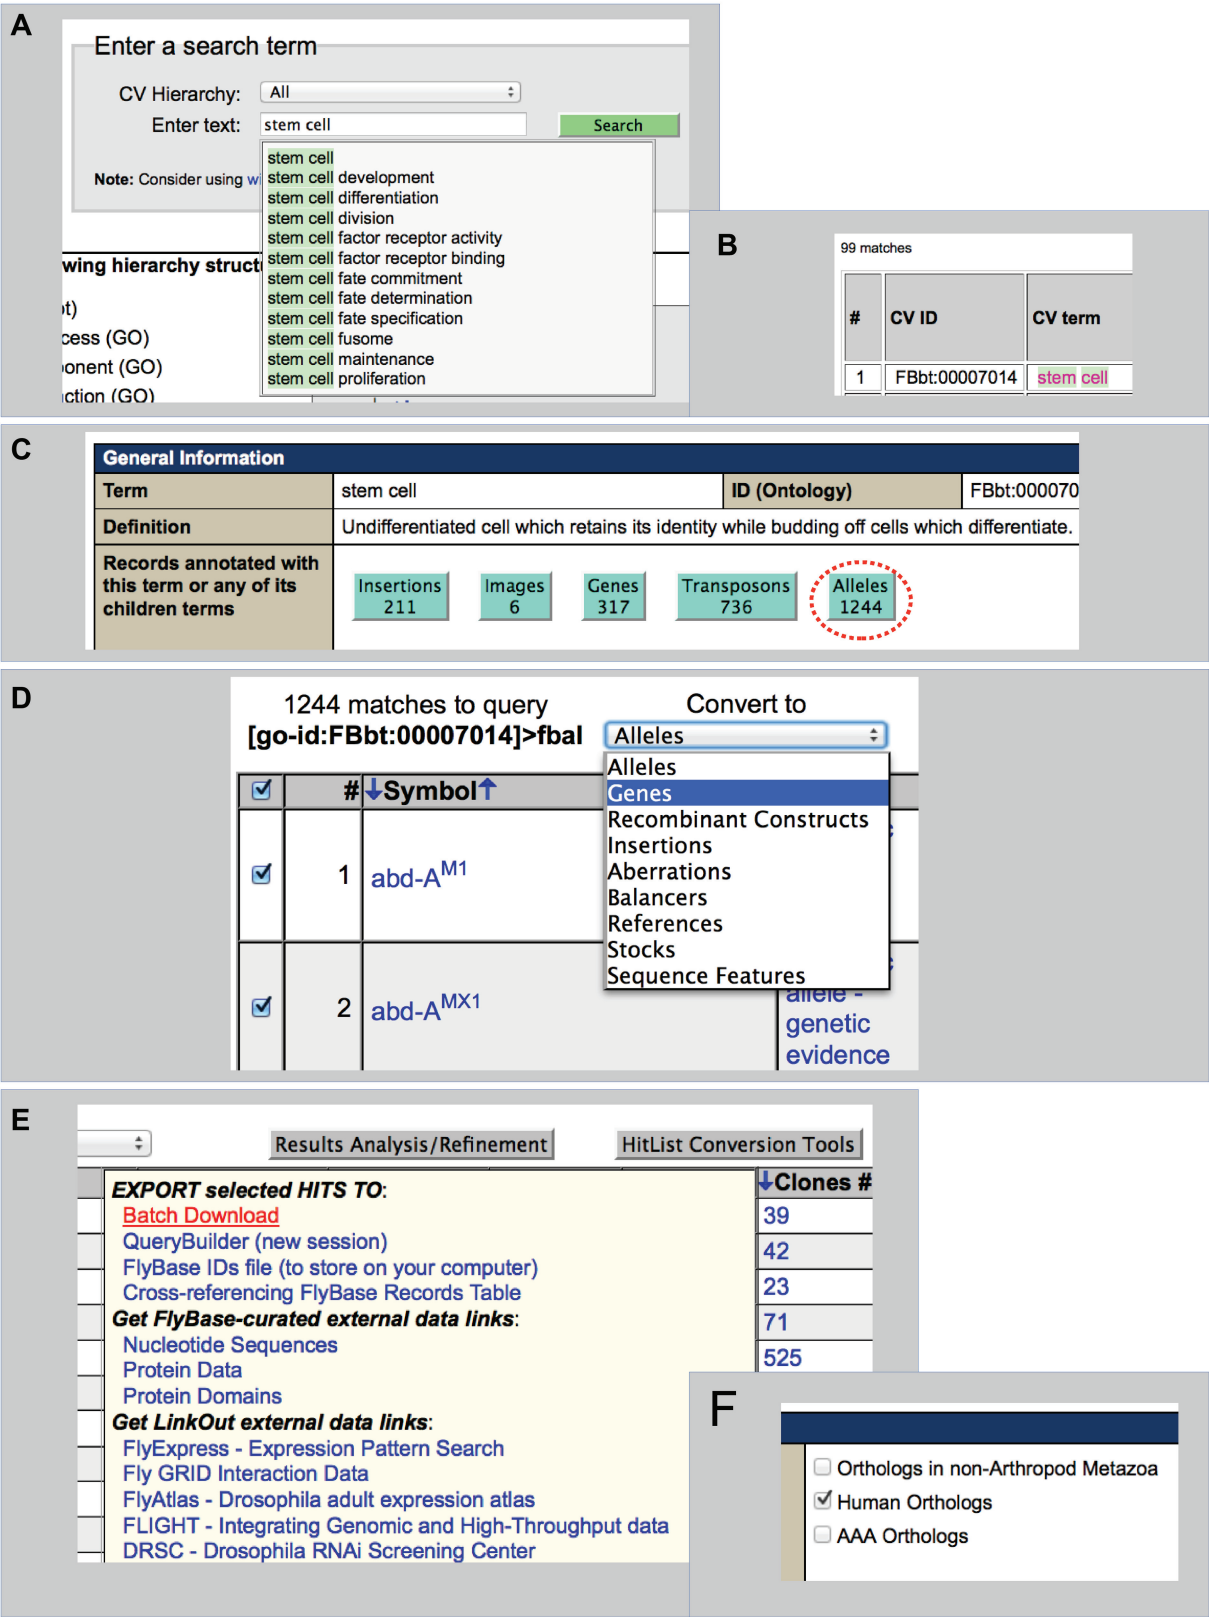 A
Enter a search term
CV Hierarchy: All
Enter text: stem cell Search
stem cell
stem cell development
Note: Consider using wi
stem cell differentiation
stem cell division
stem cell factor receptor activity
stem cell factor receptor binding
stem cell fate commitment
stem cell fate determination
stem cell fate specification
stem cell fusome
stem cell maintenance
stem cell proliferation
wing hierarchy struct
ot)
cess (GO)
onent (GO)
ction (GO)
B
99 matches
# CV ID CV term
1 FBbt:00007014 stem cell
C
General Information
Term stem cell ID (Ontology) FBbt:000070
Definition Undifferentiated cell which retains its identity while budding off cells which differentiate.
Records annotated with
this term or any of its
children terms
Insertions Images Genes Transposons Alleles
211 6 317 736 1244
D
1244 matches to query Convert to
[go-id:FBbt:00007014]>fbal Alleles
Alleles
Genes
Recombinant Constructs
Insertions
Aberrations
Balancers
References
Stocks
Sequence Features
# ↓Symbol↑
1 abd-A^M1
2 abd-A^MX1
allele -
genetic
evidence
E
Results Analysis/Refinement HitList Conversion Tools
EXPORT selected HITS TO:
Batch Download
QueryBuilder (new session)
FlyBase IDs file (to store on your computer)
Cross-referencing FlyBase Records Table
Get FlyBase-curated external data links:
Nucleotide Sequences
Protein Data
Protein Domains
Get LinkOut external data links:
FlyExpress - Expression Pattern Search
Fly GRID Interaction Data
FlyAtlas - Drosophila adult expression atlas
FLIGHT - Integrating Genomic and High-Throughput data
DRSC - Drosophila RNAi Screening Center
↓Clones #
39
42
23
71
525
F
Orthologs in non-Arthropod Metazoa
Human Orthologs
AAA Orthologs